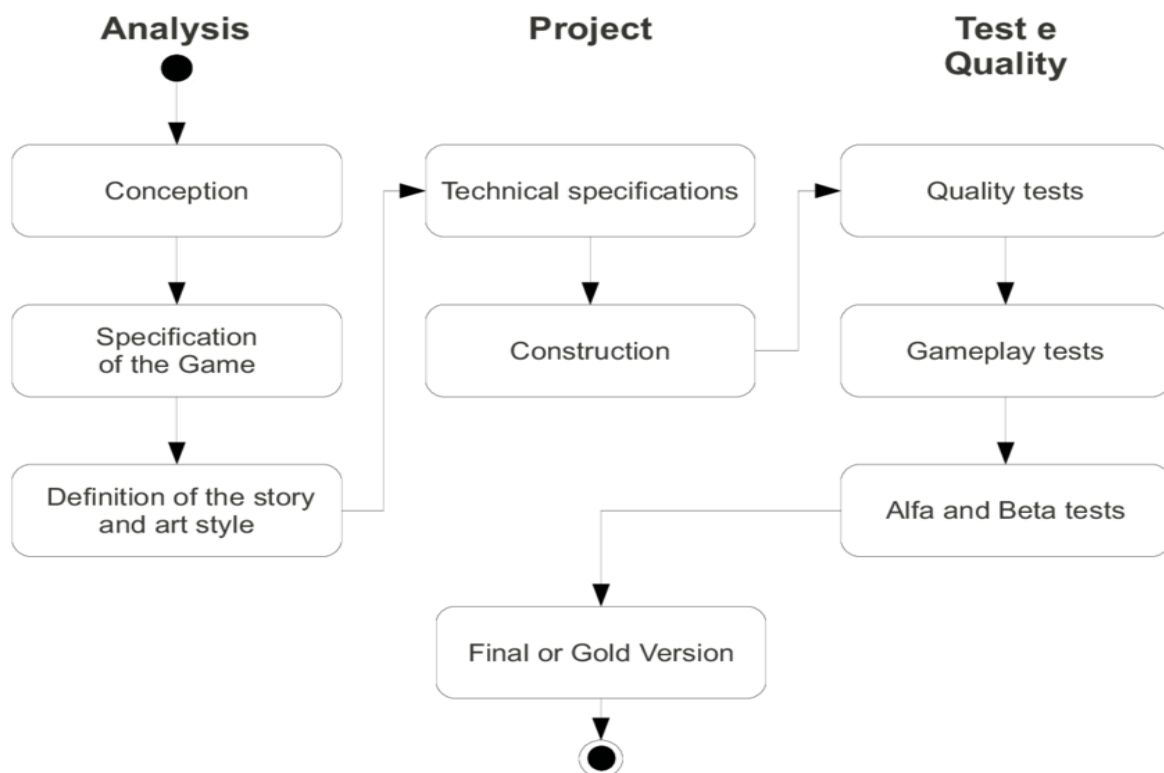 Analysis
Project
Test e
Quality
Conception
Technical specifications
Quality tests
Specification
of the Game
Construction
Gameplay tests
Definition of the story
and art style
Alfa and Beta tests
Final or Gold Version